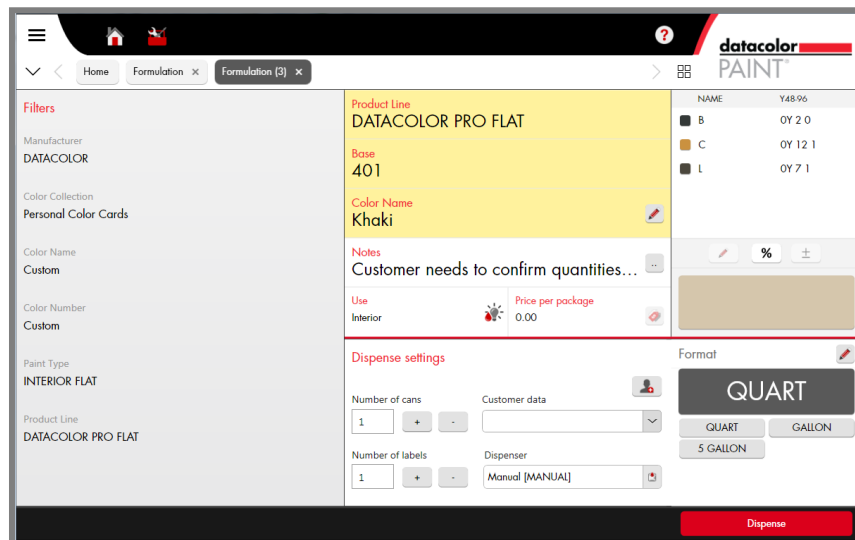 ?
datacolor
PAINT®
Home
Formulation ×
Formulation (3) ×
Filters
Manufacturer
DATACOLOR
Color Collection
Personal Color Cards
Color Name
Custom
Color Number
Custom
Paint Type
INTERIOR FLAT
Product Line
DATACOLOR PRO FLAT
Product Line
DATACOLOR PRO FLAT
Base
401
Color Name
Khaki
Notes
Customer needs to confirm quantities...
..
Use
Interior
Price per package
0.00
NAME Y48-96
B 0Y 2 0
C 0Y 12 1
L 0Y 7 1
% ±
Dispense settings
Number of cans
1 + -
Customer data
Number of labels
1 + -
Dispenser
Manual [MANUAL]
Format
QUART
QUART GALLON
5 GALLON
Dispense